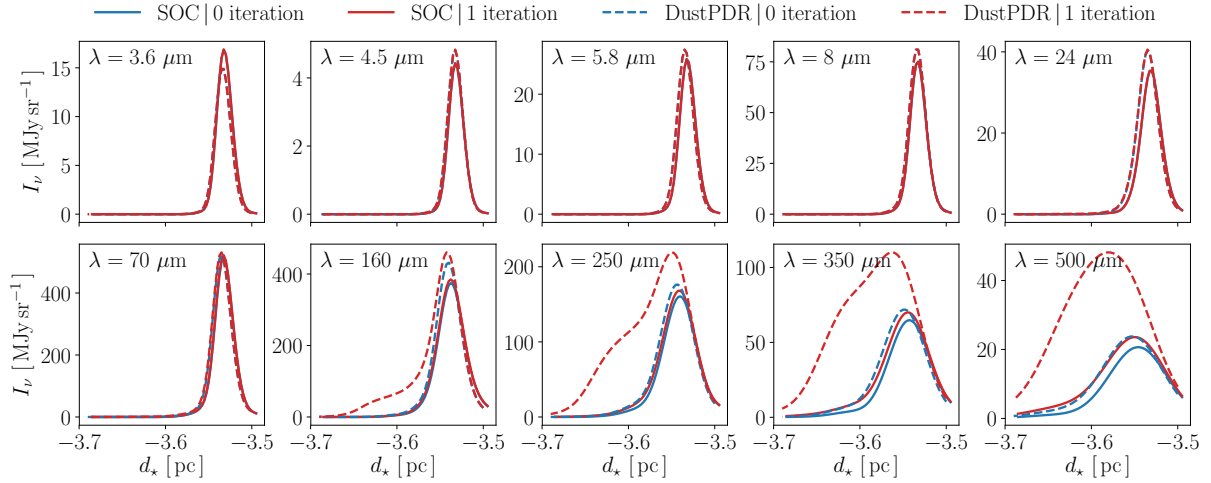 SOC | 0 iteration SOC | 1 iteration DustPDR | 0 iteration DustPDR | 1 iteration
λ = 3.6 μm λ = 4.5 μm λ = 5.8 μm λ = 8 μm λ = 24 μm
I_ν [MJy sr⁻¹]
15 10 5 0
4 2 0
20 10 0
75 50 25 0
40 20 0
λ = 70 μm λ = 160 μm λ = 250 μm λ = 350 μm λ = 500 μm
I_ν [MJy sr⁻¹]
400 200 0
400 200 0
200 100 0
100 50 0
40 20 0
−3.7 −3.6 −3.5 −3.7 −3.6 −3.5 −3.7 −3.6 −3.5 −3.7 −3.6 −3.5 −3.7 −3.6 −3.5
d⋆ [pc] d⋆ [pc] d⋆ [pc] d⋆ [pc] d⋆ [pc]